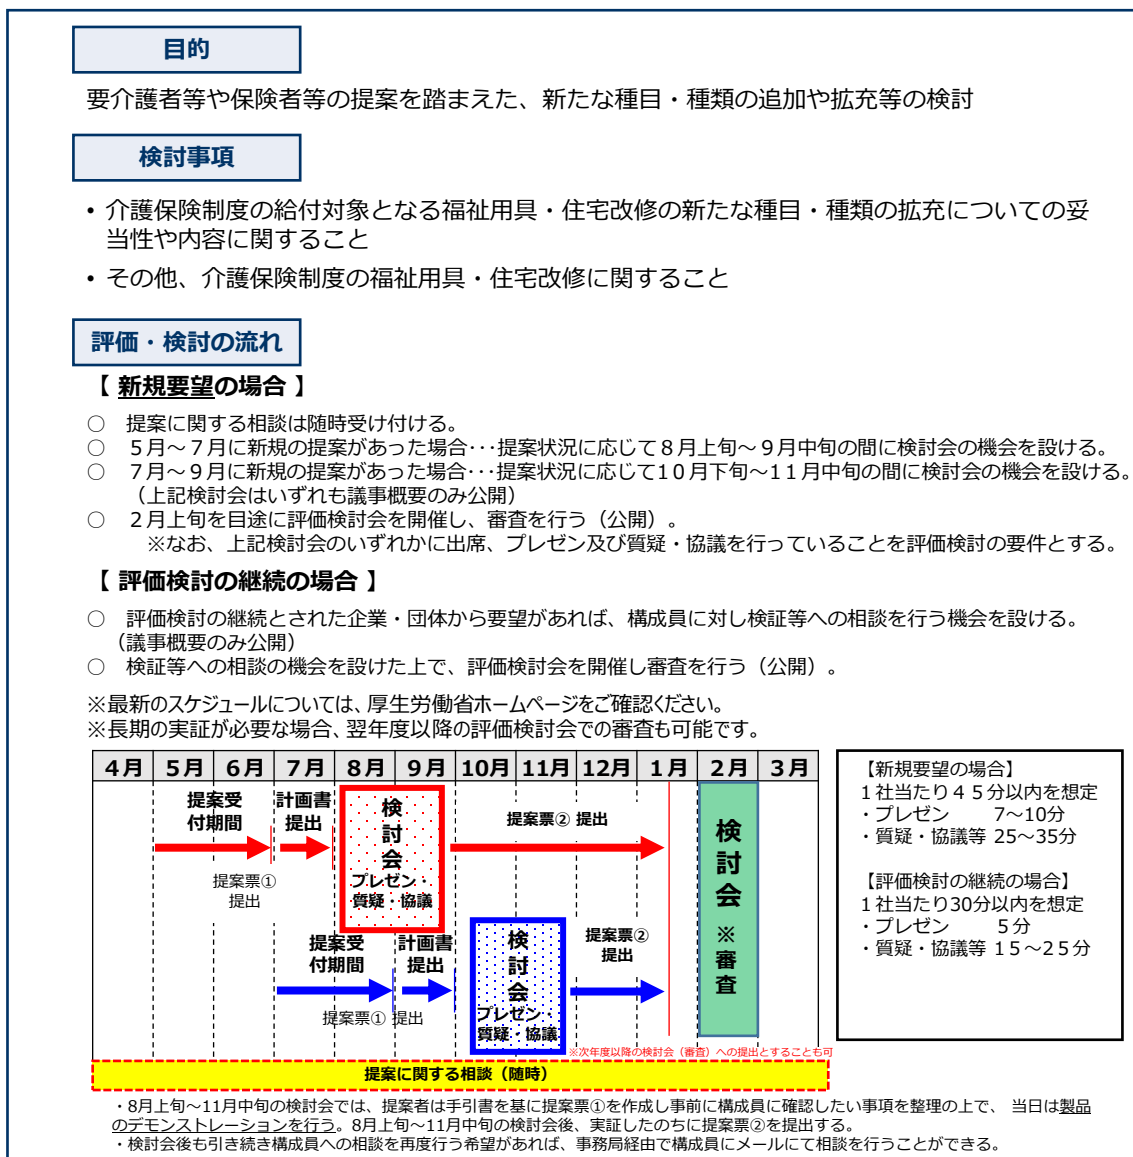 目的
要介護者等や保険者等の提案を踏まえた、新たな種目・種類の追加や拡充等の検討
検討事項
• 介護保険制度の給付対象となる福祉用具・住宅改修の新たな種目・種類の拡充についての妥
当性や内容に関すること
• その他、介護保険制度の福祉用具・住宅改修に関すること
評価・検討の流れ
【 新規要望の場合 】
○ 提案に関する相談は随時受け付ける。
○ 5月～7月に新規の提案があった場合･･･提案状況に応じて8月上旬～9月中旬の間に検討会の機会を設ける。
○ 7月～9月に新規の提案があった場合･･･提案状況に応じて10月下旬～11月中旬の間に検討会の機会を設ける。
（上記検討会はいずれも議事概要のみ公開）
○ 2月上旬を目途に評価検討会を開催し、審査を行う（公開）。
※なお、上記検討会のいずれかに出席、プレゼン及び質疑・協議を行っていることを評価検討の要件とする。
【 評価検討の継続の場合 】
○ 評価検討の継続とされた企業・団体から要望があれば、構成員に対し検証等への相談を行う機会を設ける。
（議事概要のみ公開）
○ 検証等への相談の機会を設けた上で、評価検討会を開催し審査を行う（公開）。
※最新のスケジュールについては、厚生労働省ホームページをご確認ください。
※長期の実証が必要な場合、翌年度以降の評価検討会での審査も可能です。
4月 5月 6月 7月 8月 9月 10月 11月 12月 1月 2月 3月
提案受
付期間
計画書
提出
検
討
会
プレゼン・
質疑・協議
提案票② 提出
提案票①
提出
提案受
付期間
計画書
提出
検
討
会
プレゼン・
質疑・協議
提案票②
提出
提案票① 提出
検
討
会
※
審
査
※次年度以降の検討会（審査）への提出とすることも可
提案に関する相談（随時）
【新規要望の場合】
1社当たり45分以内を想定
・プレゼン 7～10分
・質疑・協議等 25～35分
【評価検討の継続の場合】
1社当たり30分以内を想定
・プレゼン 5分
・質疑・協議等 15～25分
・8月上旬～11月中旬の検討会では、提案者は手引書を基に提案票①を作成し事前に構成員に確認したい事項を整理の上で、 当日は製品
のデモンストレーションを行う。8月上旬～11月中旬の検討会後、実証したのちに提案票②を提出する。
・検討会後も引き続き構成員への相談を再度行う希望があれば、事務局経由で構成員にメールにて相談を行うことができる。